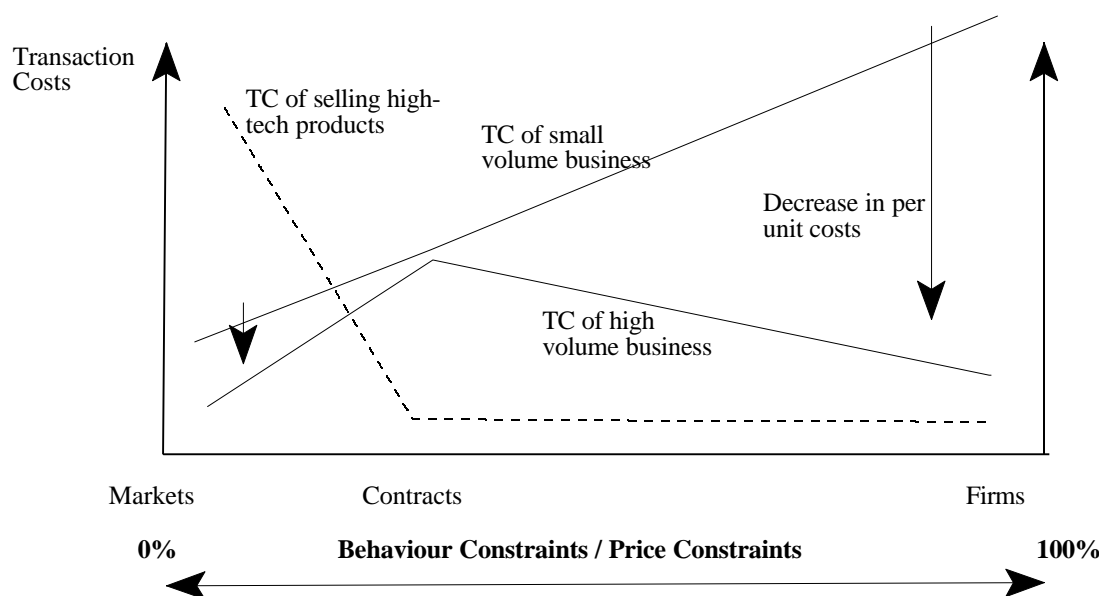 Transaction
Costs
TC of selling high-
tech products
TC of small
volume business
Decrease in per
unit costs
TC of high
volume business
Markets
Contracts
Firms
0%
Behaviour Constraints / Price Constraints
100%